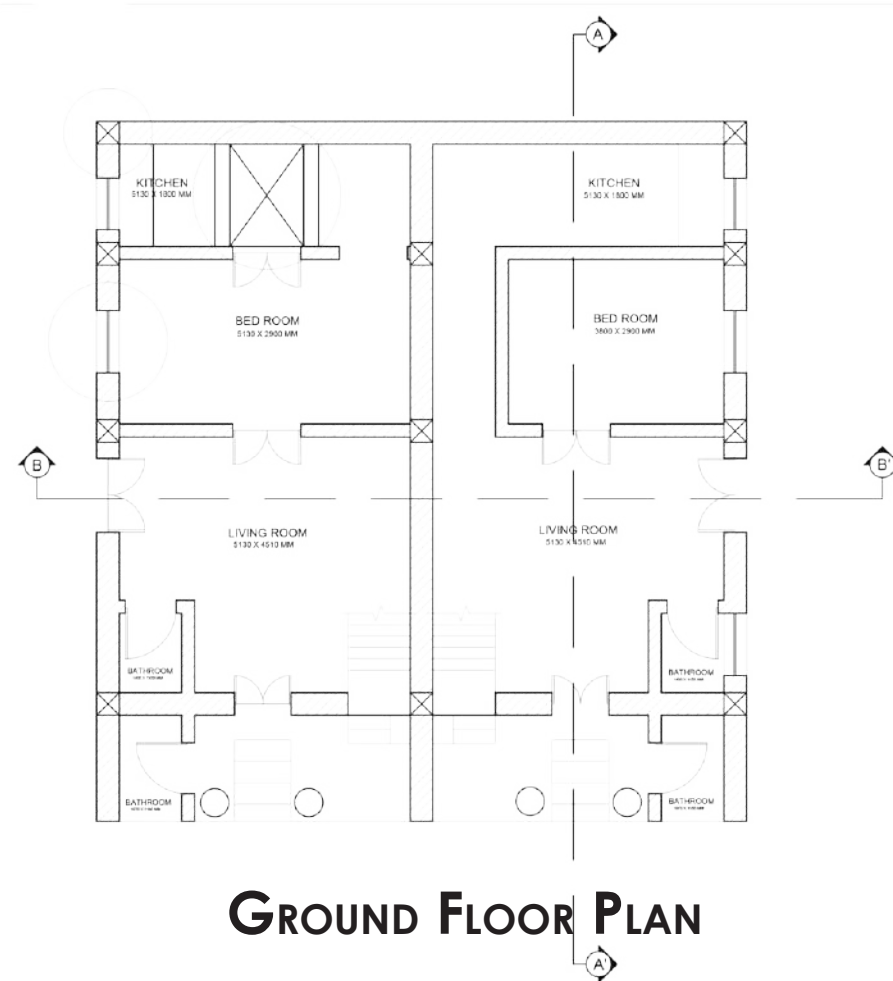 A
KITCHEN
5130 X 1800 MM
KITCHEN
5130 X 1800 MM
BED ROOM
5130 X 2900 MM
BED ROOM
3800 X 2900 MM
B
B'
LIVING ROOM
5130 X 4510 MM
LIVING ROOM
5130 X 4510 MM
BATHROOM
BATHROOM
BATHROOM
BATHROOM
GROUND FLOOR PLAN
A'